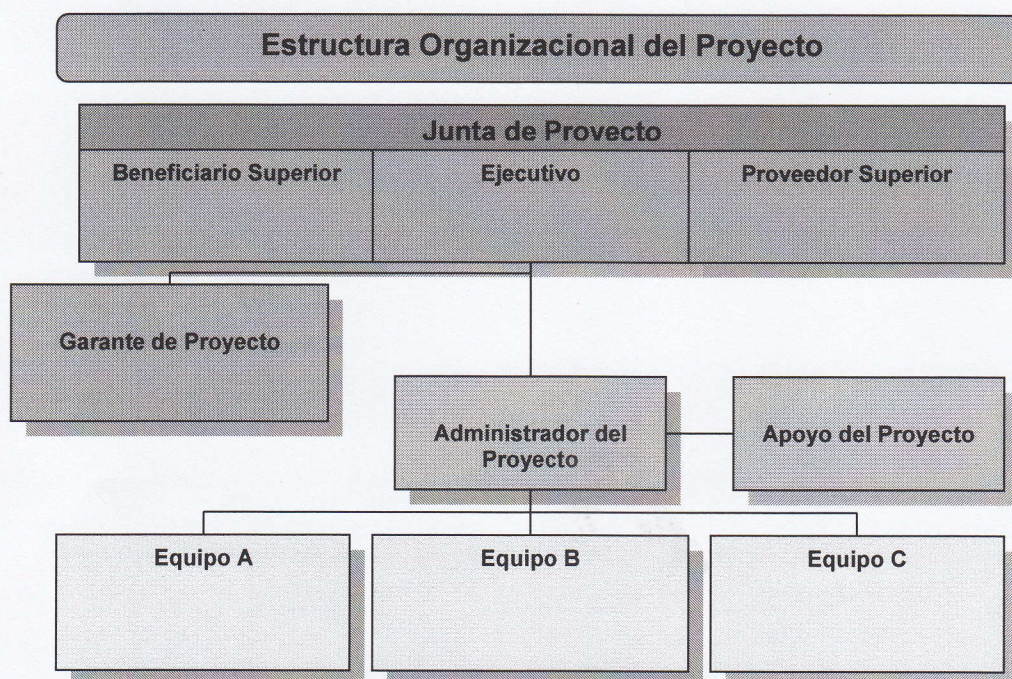 Estructura Organizacional del Proyecto
Junta de Proyecto
Beneficiario Superior
Ejecutivo
Proveedor Superior
Garante de Proyecto
Administrador del
Proyecto
Apoyo del Proyecto
Equipo A
Equipo B
Equipo C